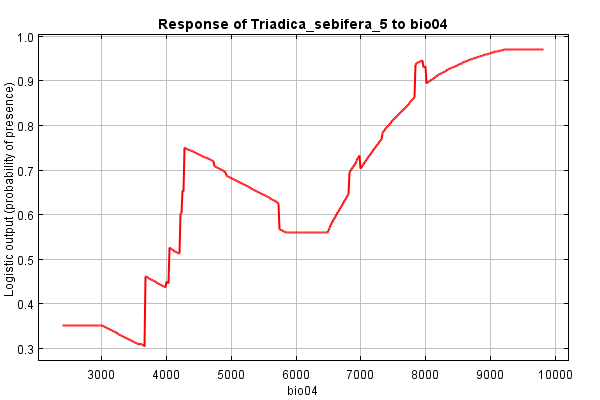 Response of Triadica_sebifera_5 to bio04
Logistic output (probability of presence)
1.0
0.9
0.8
0.7
0.6
0.5
0.4
0.3
3000 4000 5000 6000 7000 8000 9000 10000
bio04